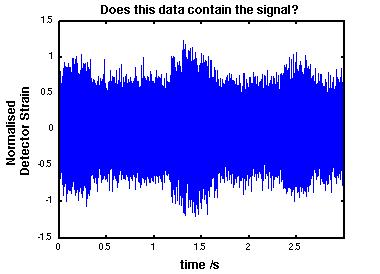 Does this data contain the signal?
1.5
1
0.5
0
-0.5
-1
-1.5
Normalised
Detector Strain
0 0.5 1 1.5 2 2.5
time /s